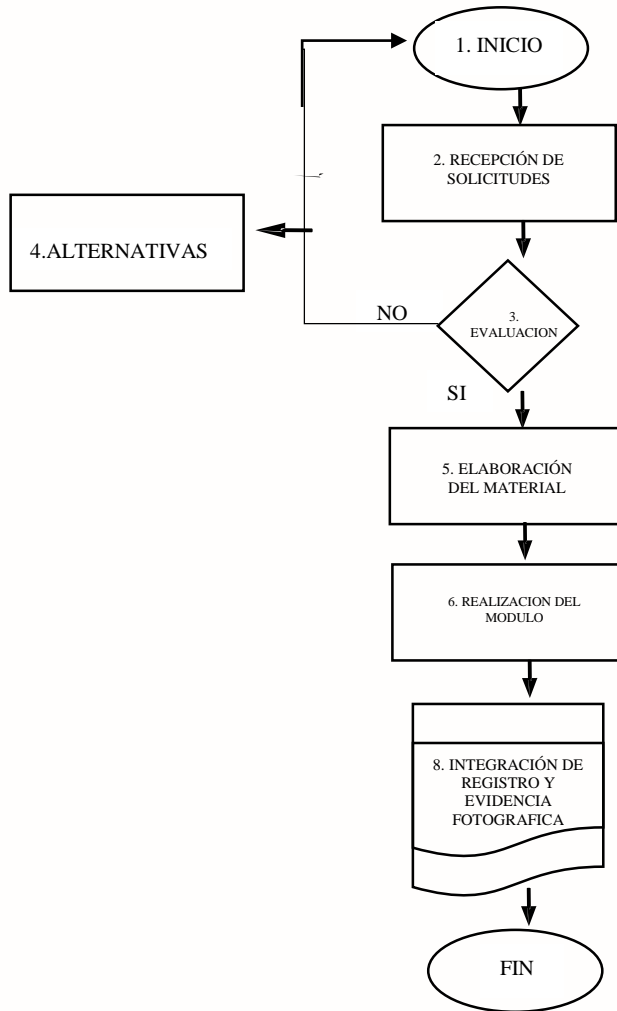 1. INICIO
2. RECEPCIÓN DE
SOLICITUDES
4.ALTERNATIVAS
NO
3.
EVALUACION
SI
5. ELABORACIÓN
DEL MATERIAL
6. REALIZACION DEL
MODULO
8. INTEGRACIÓN DE
REGISTRO Y
EVIDENCIA
FOTOGRAFICA
FIN